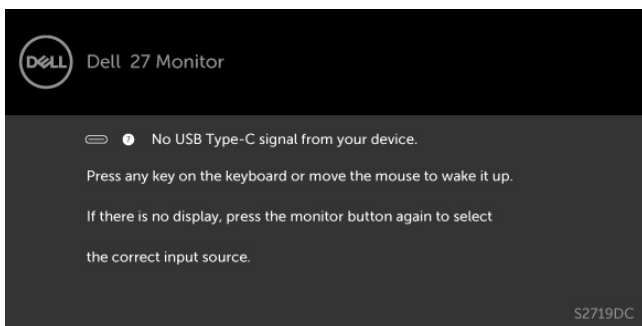 DELL
Dell 27 Monitor
? No USB Type-C signal from your device.
Press any key on the keyboard or move the mouse to wake it up.
If there is no display, press the monitor button again to select
the correct input source.
S2719DC